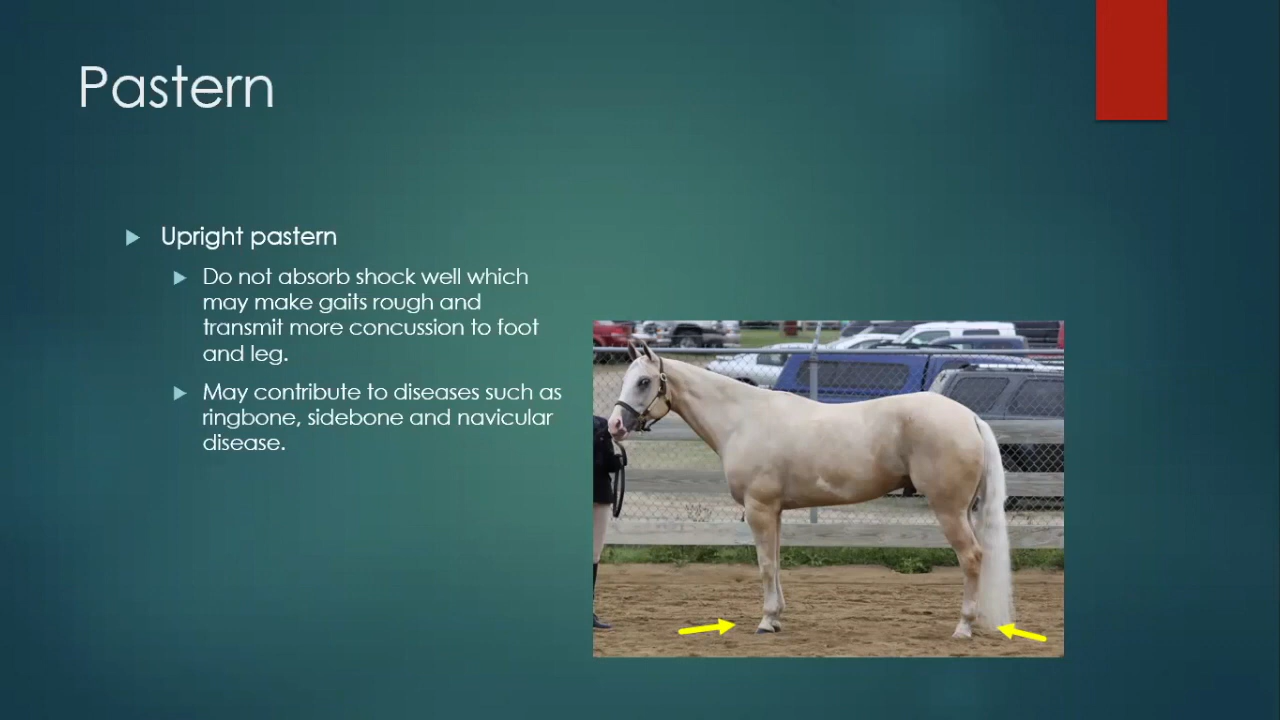 Pastern
Upright pastern
Do not absorb shock well which
may make gaits rough and
transmit more concussion to foot
and leg.
May contribute to diseases such as
ringbone, sidebone and navicular
disease.